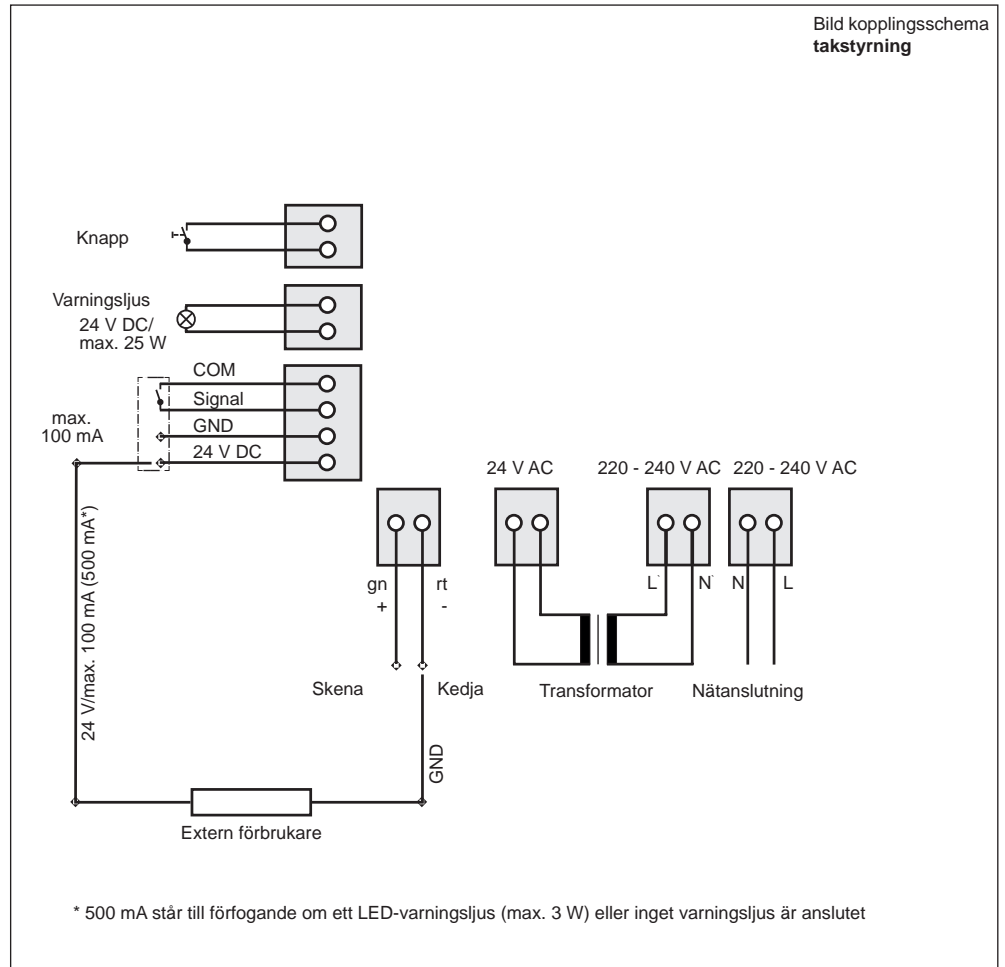 Bild kopplingsschema
takstyrning
Knapp
Varningsljus
24 V DC/
max. 25 W
COM
Signal
GND
24 V DC
max.
100 mA
24 V/max. 100 mA (500 mA*)
24 V AC
220 - 240 V AC
220 - 240 V AC
gn
+
rt
-
L`
N`
N
L
Skena
Kedja
Transformator
Nätanslutning
GND
Extern förbrukare
* 500 mA står till förfogande om ett LED-varningsljus (max. 3 W) eller inget varningsljus är anslutet